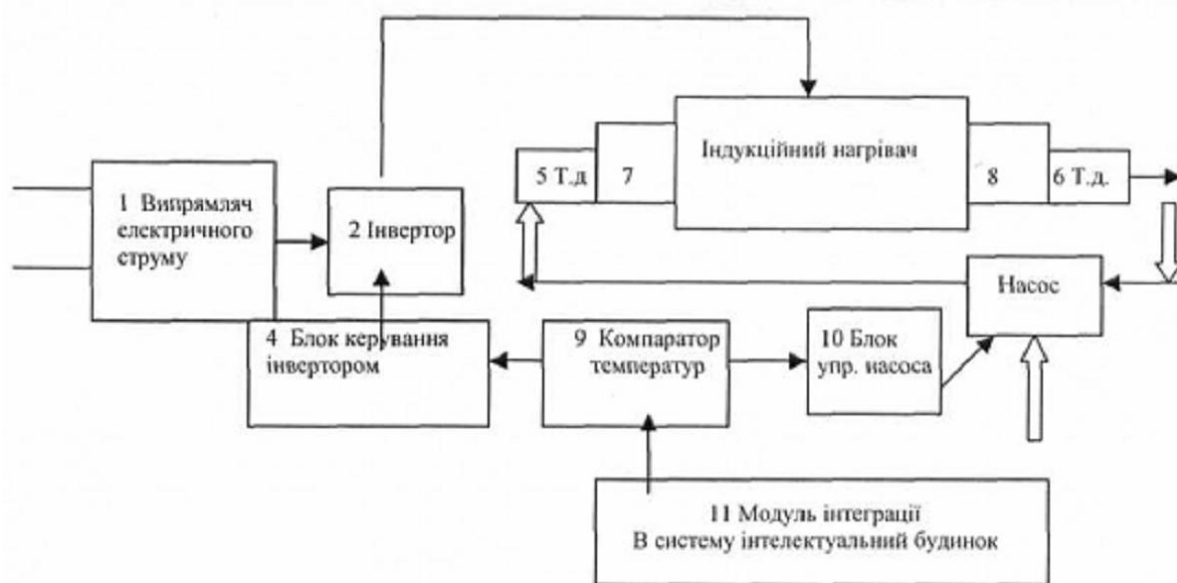 1 Випрямляч
електричного
струму
2 Інвертор
5 Т.д
7
Індукційний нагрівач
8
6 Т.д.
Насос
4 Блок керування
інвертором
9 Компаратор
температур
10 Блок
упр. насоса
11 Модуль інтеграції
В систему інтелектуальний будинок